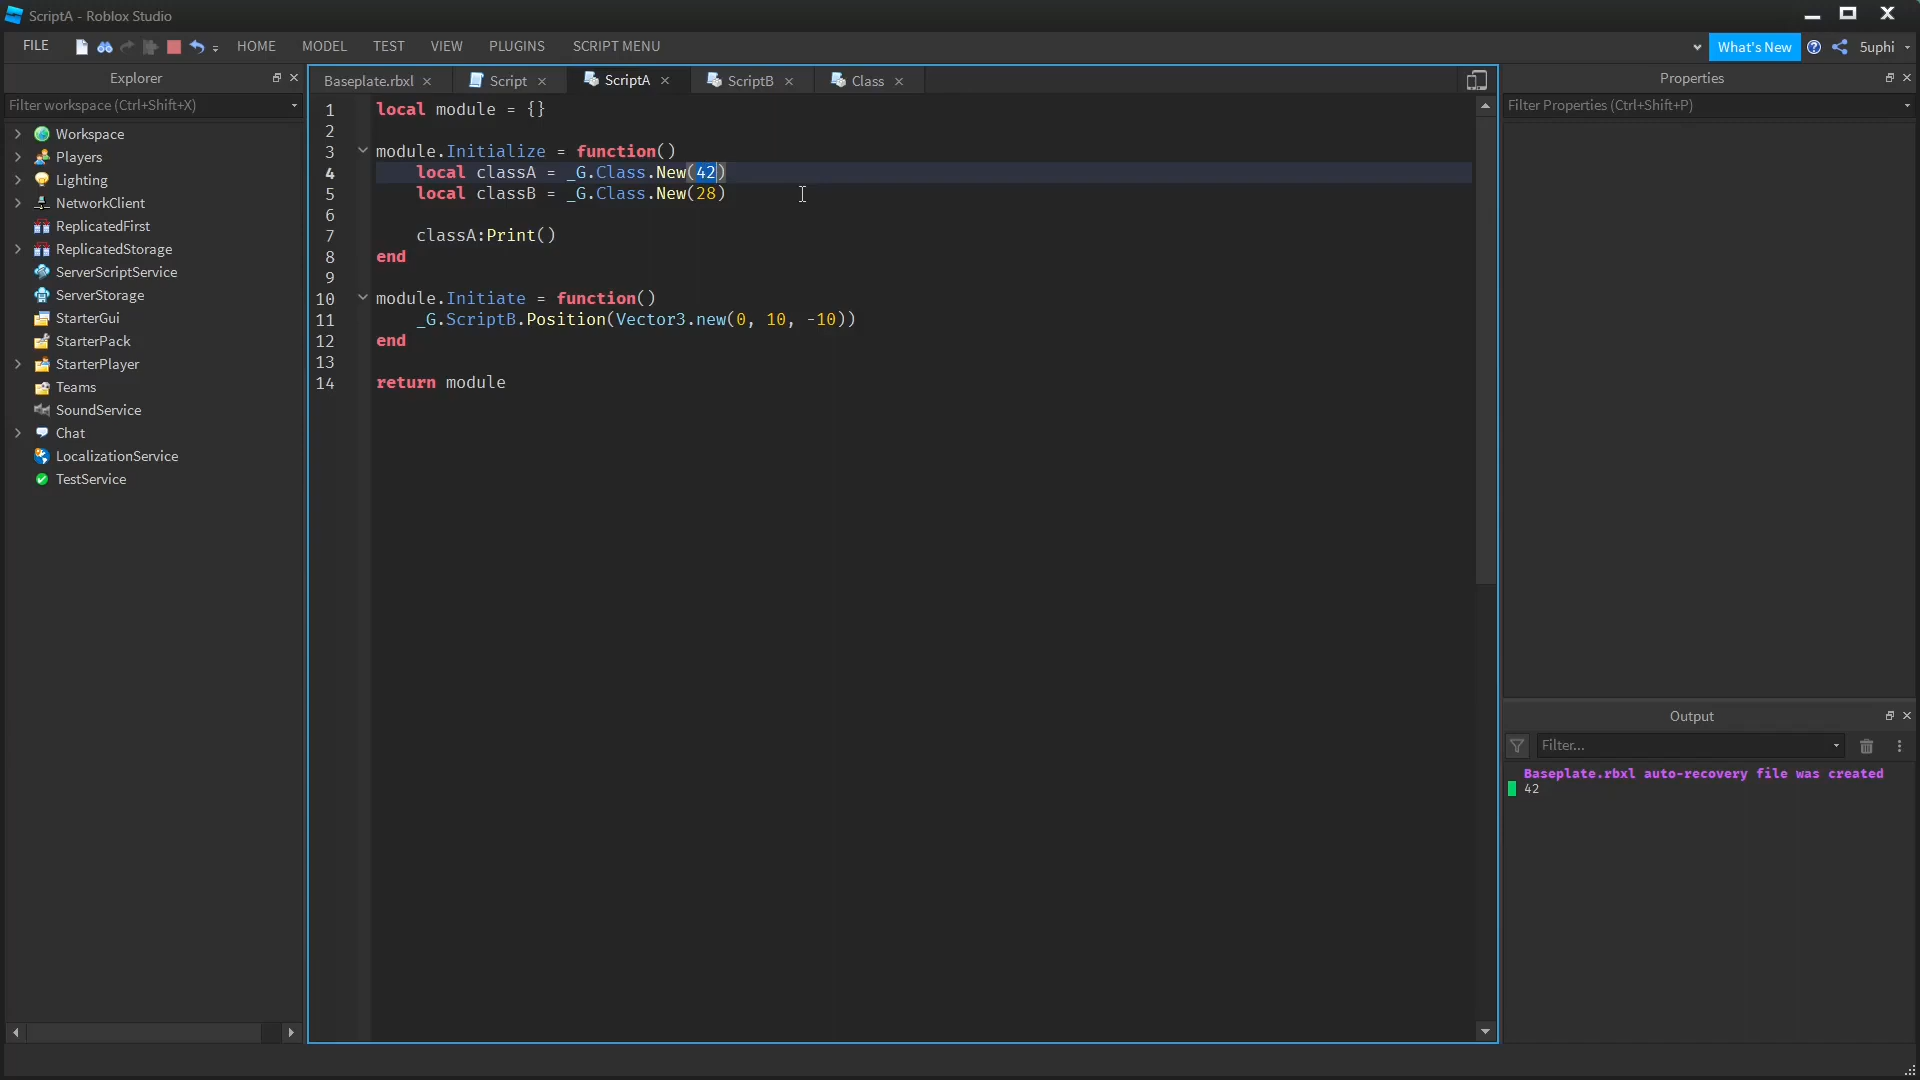 ScriptA - Roblox Studio
FILE HOME MODEL TEST VIEW PLUGINS SCRIPT MENU What's New 5uphi
Explorer
Filter workspace (Ctrl+Shift+X)
Workspace
Players
Lighting
NetworkClient
ReplicatedFirst
ReplicatedStorage
ServerScriptService
ServerStorage
StarterGui
StarterPack
StarterPlayer
Teams
SoundService
Chat
LocalizationService
TestService
Baseplate.rbxl Script ScriptA ScriptB Class
1 local module = {}
2
3 module.Initialize = function()
4 local classA = _G.Class.New(42)
5 local classB = _G.Class.New(28)
6
7 classA:Print()
8 end
9
10 module.Initiate = function()
11 _G.ScriptB.Position(Vector3.new(0, 10, -10))
12 end
13
14 return module
Properties
Filter Properties (Ctrl+Shift+P)
Output
Filter...
Baseplate.rbxl auto-recovery file was created
42